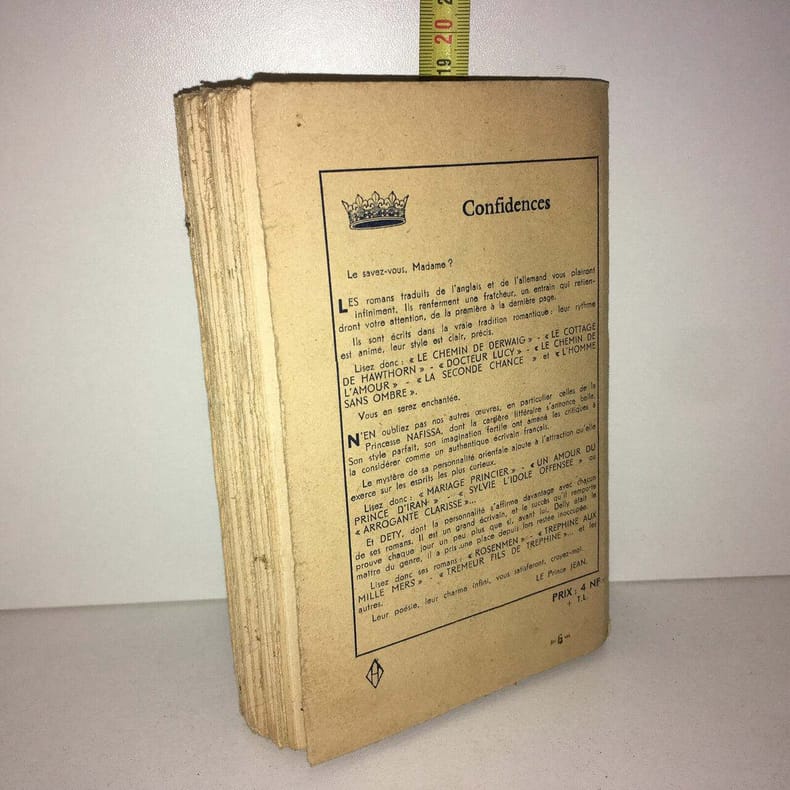 19 20 2
Confidences
Le savez-vous, Madame ?
LES romans traduits de l'anglais et de l'allemand vous plairont
infiniment. Ils renferment une fraîcheur, un entrain qui retien-
dront votre attention, de la première à la dernière page.
Ils sont écrits dans la vraie tradition romantique : leur rythme
est animé, leur style est clair, précis.
Lisez donc : « LE CHEMIN DE DERWAIG » - « LE COTTAGE
DE HAWTHORN » - « DOCTEUR LUCY » - « LE CHEMIN DE
L'AMOUR » - « LA SECONDE CHANCE » et « L'HOMME
SANS OMBRE ».
Vous en serez enchantée.
N'EN oubliez pas nos autres œuvres, en particulier celles de la
Princesse NAFISSA, dont la carrière littéraire s'annonce belle.
Son style parfait, son imagination fertile ont amené les critiques à
la considérer comme un authentique écrivain français.
Le mystère de sa personnalité orientale ajoute à l'attraction qu'elle
exerce sur les esprits les plus curieux.
Lisez donc : « MARIAGE PRINCIER » - « UN AMOUR DU
PRINCE D'IRAN » - « SYLVIE L'IDOLE OFFENSEE » ou
« ARROGANTE CLARISSE »...
Et DETY, dont la personnalité s'affirme davantage avec chacun
de ses romans. Il est un grand écrivain, et le succès qu'il remporte
prouve chaque jour un peu plus que si, avant lui, Delly était le
maître du genre, il a pris une place depuis lors restée inoccupée.
Lisez donc ses romans : « ROSENMEN » - « TREPHINE AUX
MILLE MERS » - « TREMEUR FILS DE TREPHINE »... et les
autres.
Leur poésie, leur charme infini, vous satisferont, croyez-moi.
LE Prince JEAN.
PRIX : 4 NF
+ T.L.
6